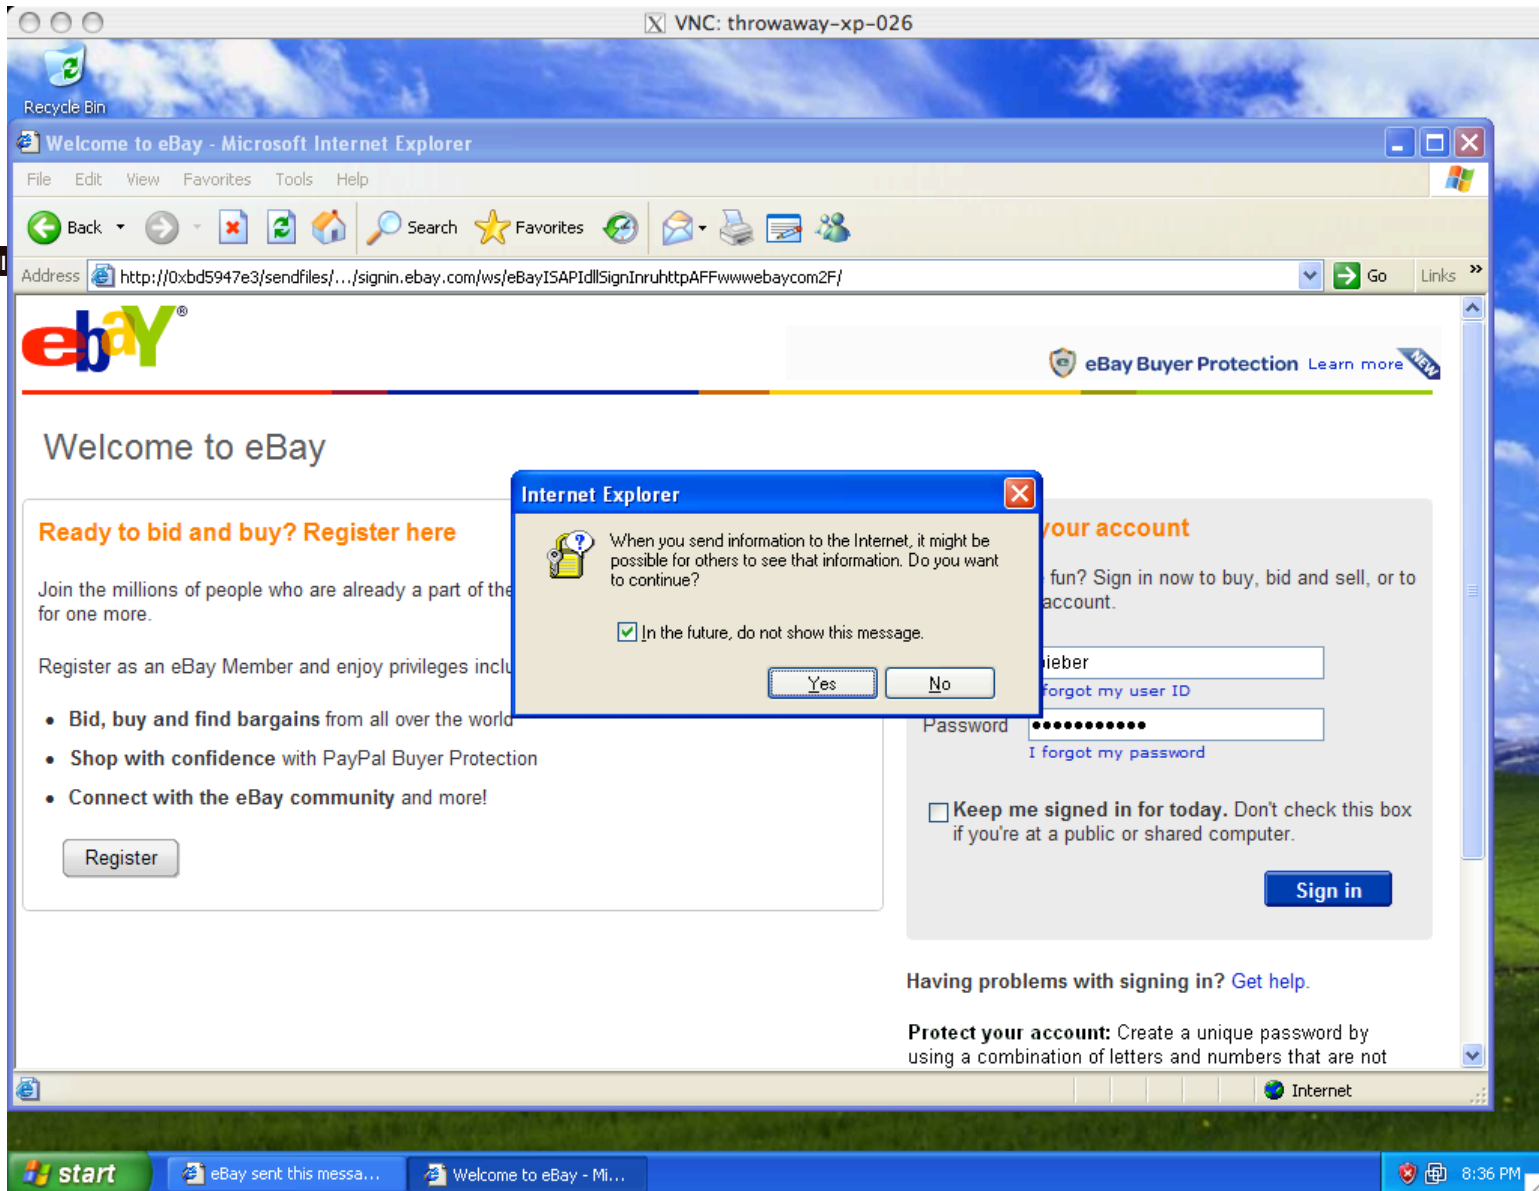 VNC: throwaway-xp-026
Recycle Bin
Welcome to eBay - Microsoft Internet Explorer
File Edit View Favorites Tools Help
Back Search Favorites
Address http://0xbd5947e3/sendfiles/.../signin.ebay.com/ws/eBayISAPIdllSignInruhttpAFFwwwebaycom2F/ Go Links »
ebaY®
eBay Buyer Protection Learn more NEW
Welcome to eBay
Ready to bid and buy? Register here
Join the millions of people who are already a part of the
for one more.
Register as an eBay Member and enjoy privileges inclu
• Bid, buy and find bargains from all over the world
• Shop with confidence with PayPal Buyer Protection
• Connect with the eBay community and more!
Register
Internet Explorer
When you send information to the Internet, it might be
possible for others to see that information. Do you want
to continue?
In the future, do not show this message.
Yes No
your account
fun? Sign in now to buy, bid and sell, or to
account.
ieber
forgot my user ID
Password •••••••••••
I forgot my password
Keep me signed in for today. Don't check this box
if you're at a public or shared computer.
Sign in
Having problems with signing in? Get help.
Protect your account: Create a unique password by
using a combination of letters and numbers that are not
Internet
start eBay sent this messa... Welcome to eBay - Mi... 8:36 PM